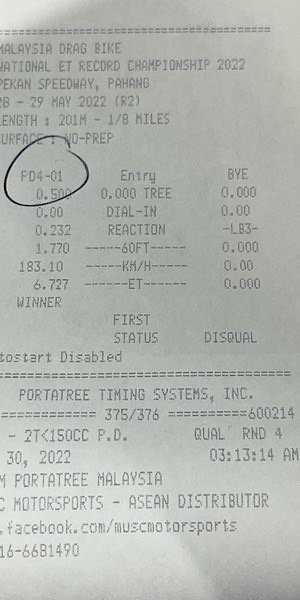 MALAYSIA DRAG BIKE
NATIONAL ET RECORD CHAMPIONSHIP 2022
PEKAN SPEEDWAY, PAHANG
28 - 29 MAY 2022 (R2)
LENGTH : 201M - 1/8 MILES
SURFACE : NO-PREP
PD4-01 Entry BYE
0.500 0.000 TREE 0.000
0.00 DIAL-IN 0.00
0.232 REACTION -LB3-
1.770 -----60FT----- 0.000
183.10 ------KM/H----- 0.00
6.727 ------ET------ 0.000
WINNER
FIRST
STATUS DISQUAL
tostart Disabled
PORTATREE TIMING SYSTEMS, INC.
============ 375/376 ==========600214
- 2T<150CC P.D. QUAL RND 4
30, 2022 03:13:14 AM
M PORTATREE MALAYSIA
C MOTORSPORTS - ASEAN DISTRIBUTOR
.facebook.com/muscmotorsports
16-6681490